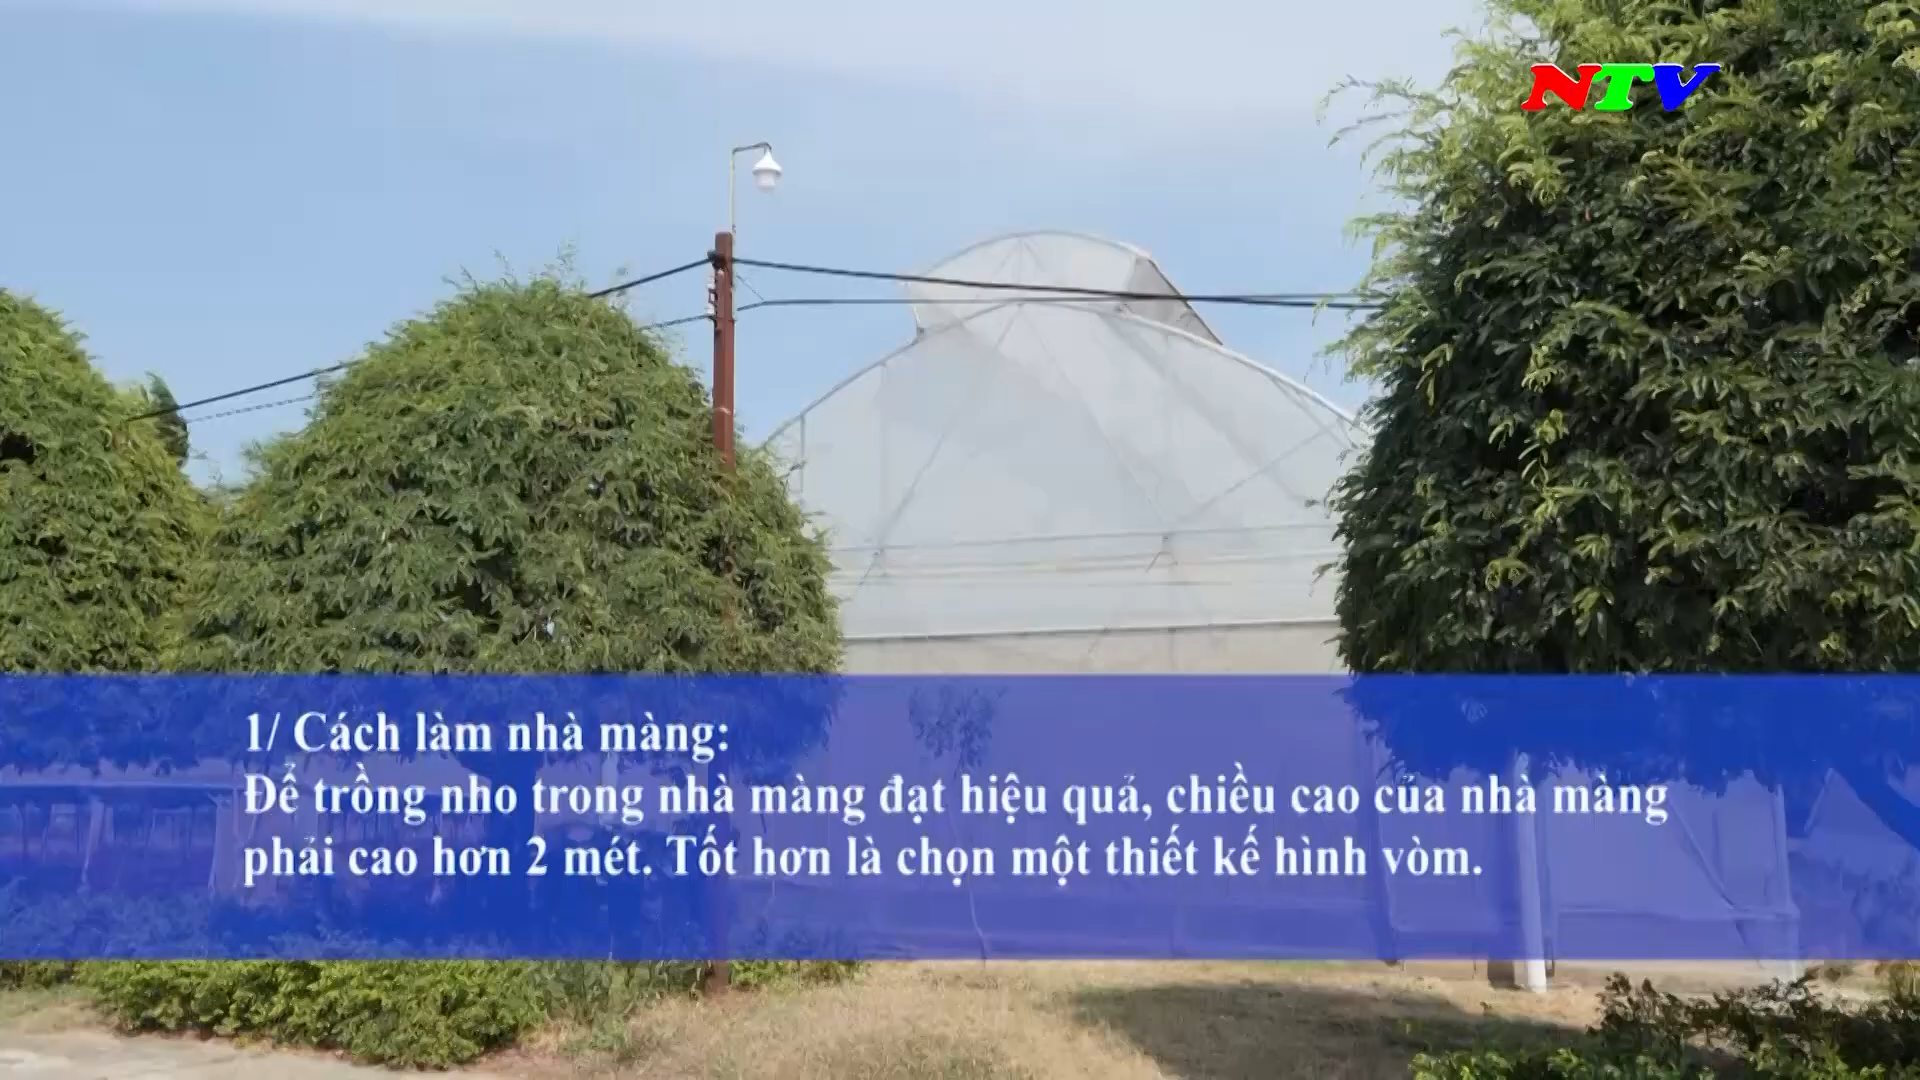 NTV
1/ Cách làm nhà màng:
Để trồng nho trong nhà màng đạt hiệu quả, chiều cao của nhà màng
phải cao hơn 2 mét. Tốt hơn là chọn một thiết kế hình vòm.